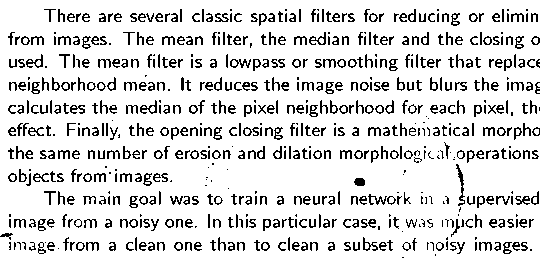 There are several classic spatial filters for reducing or elimin
from images. The mean filter, the median filter and the closing o
used. The mean filter is a lowpass or smoothing filter that replace
neighborhood mean. It reduces the image noise but blurs the imag
calculates the median of the pixel neighborhood for each pixel, th
effect. Finally, the opening closing filter is a mathematical morpho
the same number of erosion and dilation morphological operations
objects from images.
The main goal was to train a neural network in a supervised
image from a noisy one. In this particular case, it was much easier
image from a clean one than to clean a subset of noisy images.